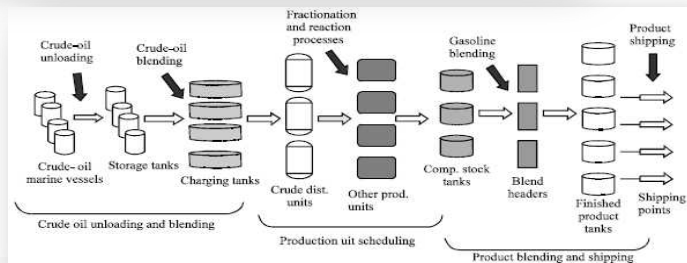 Crude-oil
unloading
Crude-oil
blending
Fractionation
and reaction
processes
Gasoline
blending
Product
shipping
Crude- oil
marine vessels
Storage tanks
Charging tanks
Crude dist.
units
Other prod.
units
Comp. stock
tanks
Blend
headers
Finished
product
tanks
Shipping
points
Crude oil unloading and blending
Production uit scheduling
Product blending and shipping